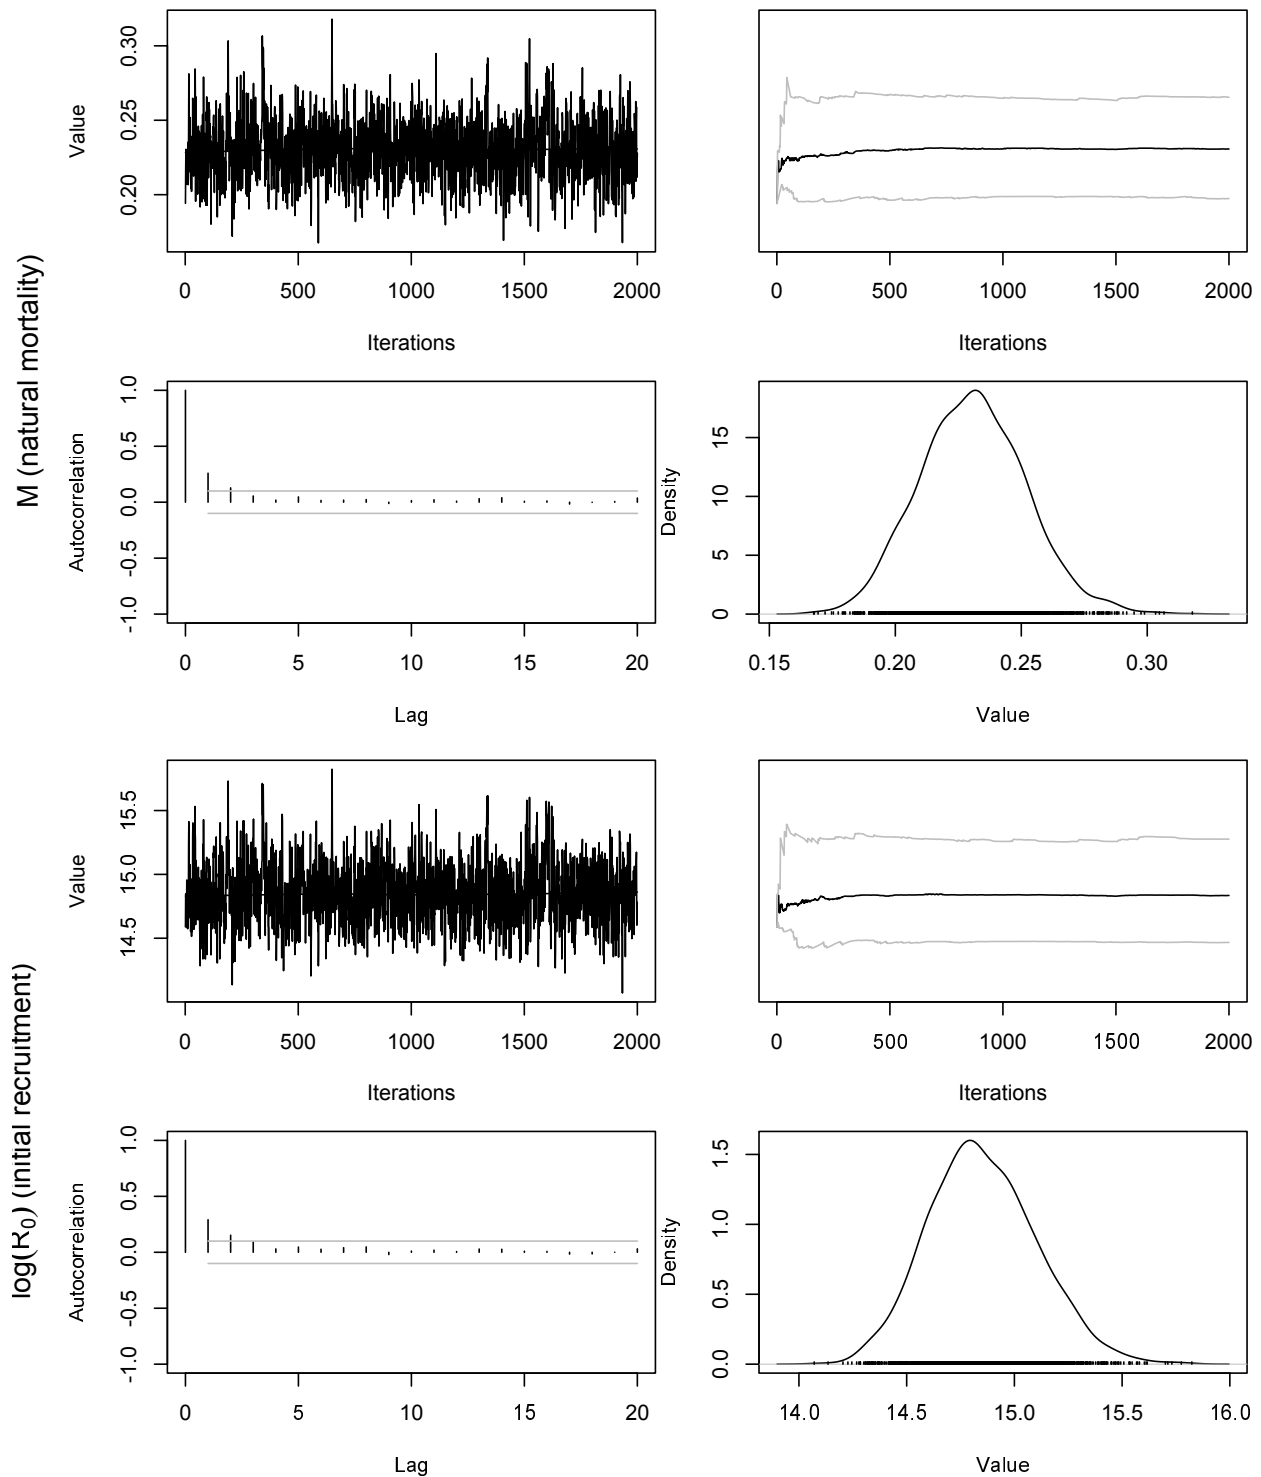 M (natural mortality)
Value
0.30
0.25
0.20
0 500 1000 1500 2000
Iterations
0 500 1000 1500 2000
Iterations
Autocorrelation
1.0
0.5
0.0
-0.5
-1.0
0 5 10 15 20
Lag
Density
15
10
5
0
0.15 0.20 0.25 0.30
Value
log(R0) (initial recruitment)
Value
15.5
15.0
14.5
0 500 1000 1500 2000
Iterations
0 500 1000 1500 2000
Iterations
Autocorrelation
1.0
0.5
0.0
-0.5
-1.0
0 5 10 15 20
Lag
Density
1.5
1.0
0.5
0.0
14.0 14.5 15.0 15.5 16.0
Value